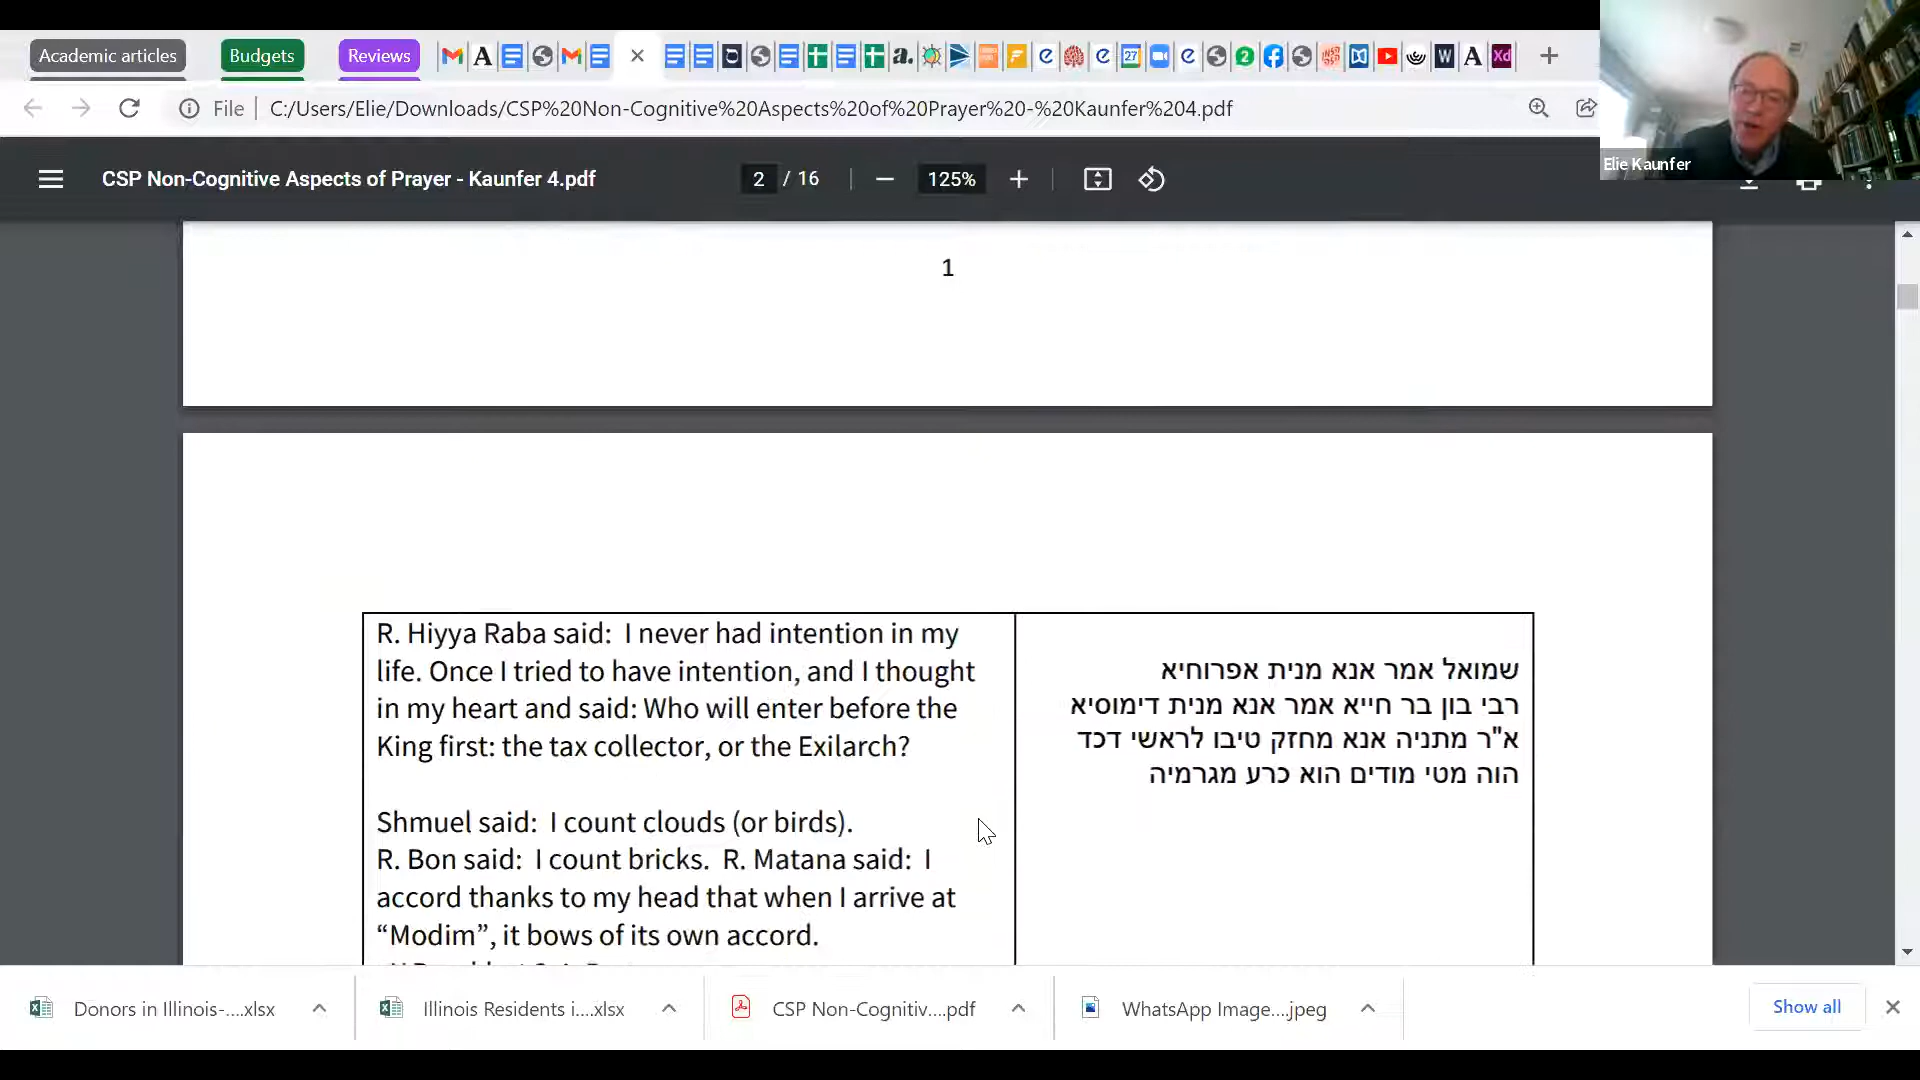 Academic articles
Budgets
Reviews
File
C:/Users/Elie/Downloads/CSP%20Non-Cognitive%20Aspects%20of%20Prayer%20-%20Kaunfer%204.pdf
Elie Kaunfer
CSP Non-Cognitive Aspects of Prayer - Kaunfer 4.pdf
2 / 16
125%
1
R. Hiyya Raba said: I never had intention in my
life. Once I tried to have intention, and I thought
in my heart and said: Who will enter before the
King first: the tax collector, or the Exilarch?
Shmuel said: I count clouds (or birds).
R. Bon said: I count bricks. R. Matana said: I
accord thanks to my head that when I arrive at
“Modim”, it bows of its own accord.
שמואל אמר אנא מנית אפרוחיא
רבי בון בר חייא אמר אנא מנית דימוסיא
א"ר מתניה אנא מחזק טיבו לראשי דכד
הוה מטי מודים הוא כרע מגרמיה
Donors in Illinois-....xlsx
Illinois Residents i....xlsx
CSP Non-Cognitiv....pdf
WhatsApp Image....jpeg
Show all